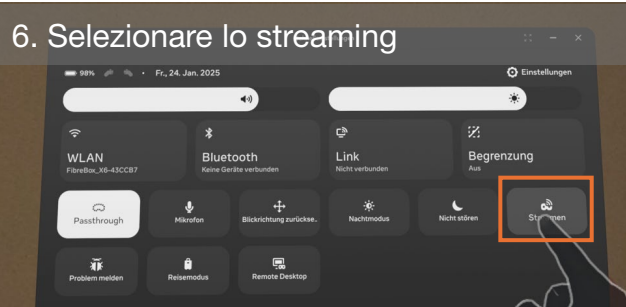 6. Selezionare lo streaming
98% · Fr., 24. Jan. 2025
Einstellungen
WLAN
FibreBox_X6-43CCB7
Bluetooth
Keine Geräte verbunden
Link
Nicht verbunden
Begrenzung
Aus
Passthrough
Mikrofon
Blickrichtung zurückse..
Nachtmodus
Nicht stören
Problem melden
Reisemodus
Remote Desktop